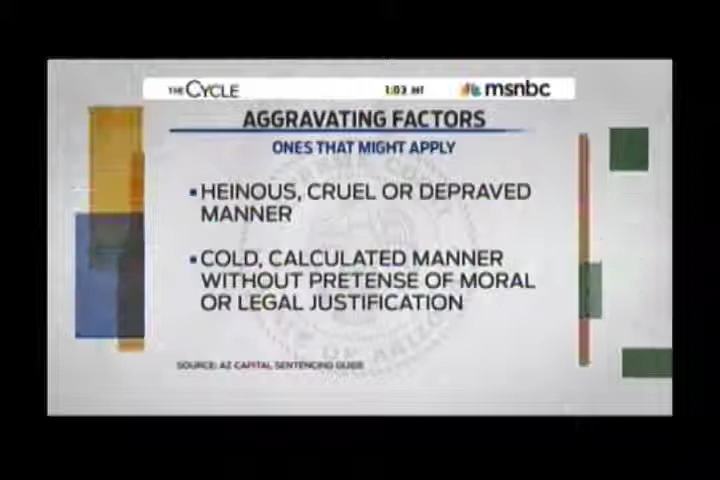 THE CYCLE 1:03 MT msnbc
AGGRAVATING FACTORS
ONES THAT MIGHT APPLY
▪HEINOUS, CRUEL OR DEPRAVED
MANNER
▪COLD, CALCULATED MANNER
WITHOUT PRETENSE OF MORAL
OR LEGAL JUSTIFICATION
SOURCE: AZ CAPITAL SENTENCING GUIDE